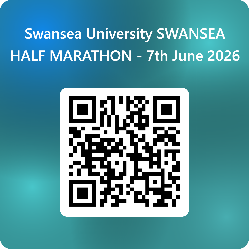 Swansea University SWANSEA
HALF MARATHON - 7th June 2026